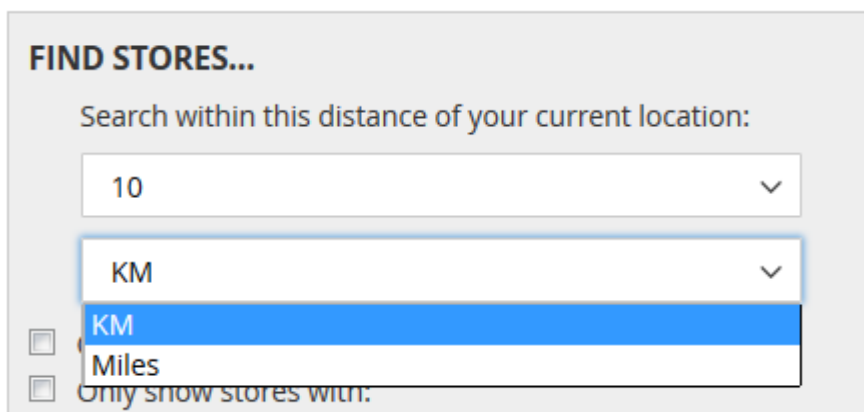 FIND STORES...
Search within this distance of your current location:
10
KM
KM
Miles
Only show stores with: